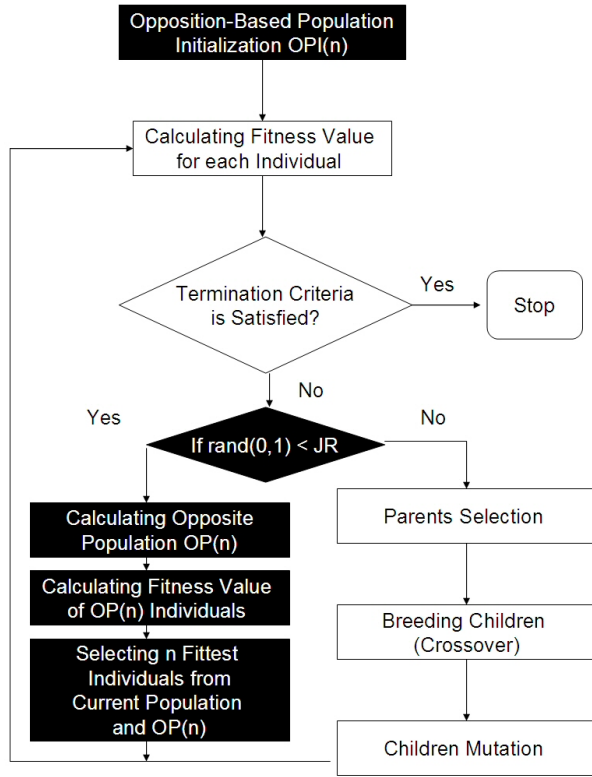 Opposition-Based Population
Initialization OPI(n)
Calculating Fitness Value
for each Individual
Termination Criteria
is Satisfied?
Yes
Stop
No
Yes
If rand(0,1) < JR
No
Calculating Opposite
Population OP(n)
Calculating Fitness Value
of OP(n) Individuals
Selecting n Fittest
Individuals from
Current Population
and OP(n)
Parents Selection
Breeding Children
(Crossover)
Children Mutation